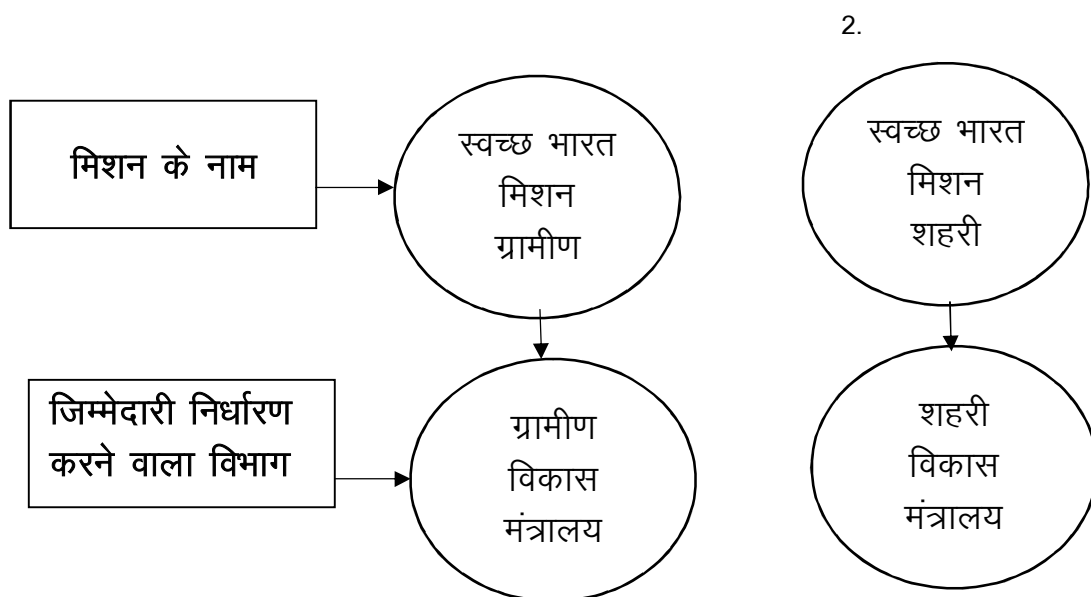 2.
मिशन के नाम
स्वच्छ भारत
मिशन
ग्रामीण
स्वच्छ भारत
मिशन
शहरी
जिम्मेदारी निर्धारण
करने वाला विभाग
ग्रामीण
विकास
मंत्रालय
शहरी
विकास
मंत्रालय